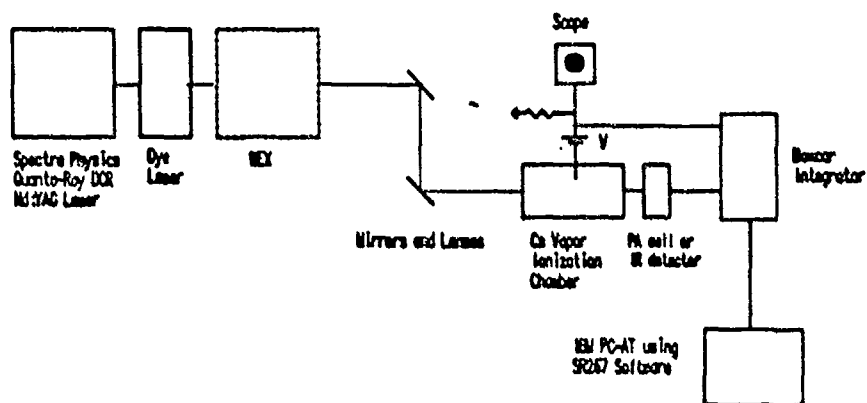 Scope
V
Spectra Physics
Quanta-Ray DCR
Nd:YAG Laser
Dye
Laser
WEX
Mirrors and Lenses
Cs Vapor
Ionization
Chamber
PA cell or
IR detector
Boxcar
Integrator
IBM PC-AT using
SR267 Software